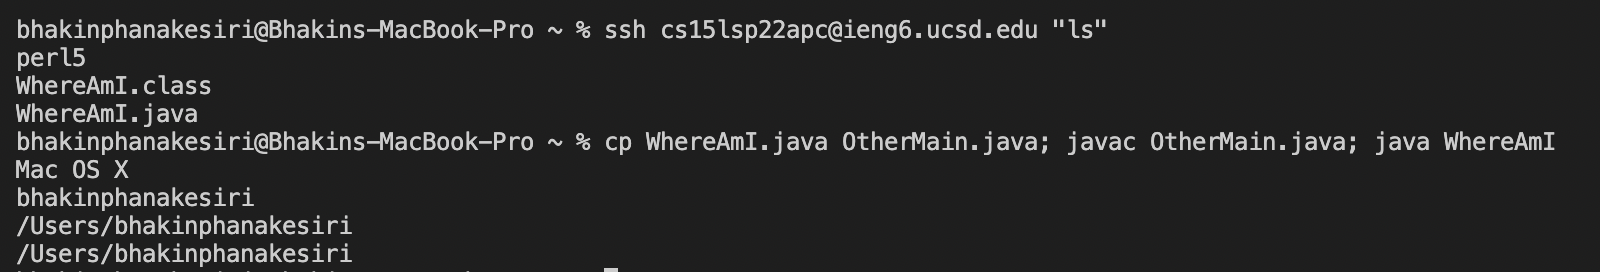 bhakinphanakesiri@Bhakins-MacBook-Pro ~ % ssh cs15lsp22apc@ieng6.ucsd.edu "ls"
perl5
WhereAmI.class
WhereAmI.java
bhakinphanakesiri@Bhakins-MacBook-Pro ~ % cp WhereAmI.java OtherMain.java; javac OtherMain.java; java WhereAmI
Mac OS X
bhakinphanakesiri
/Users/bhakinphanakesiri
/Users/bhakinphanakesiri